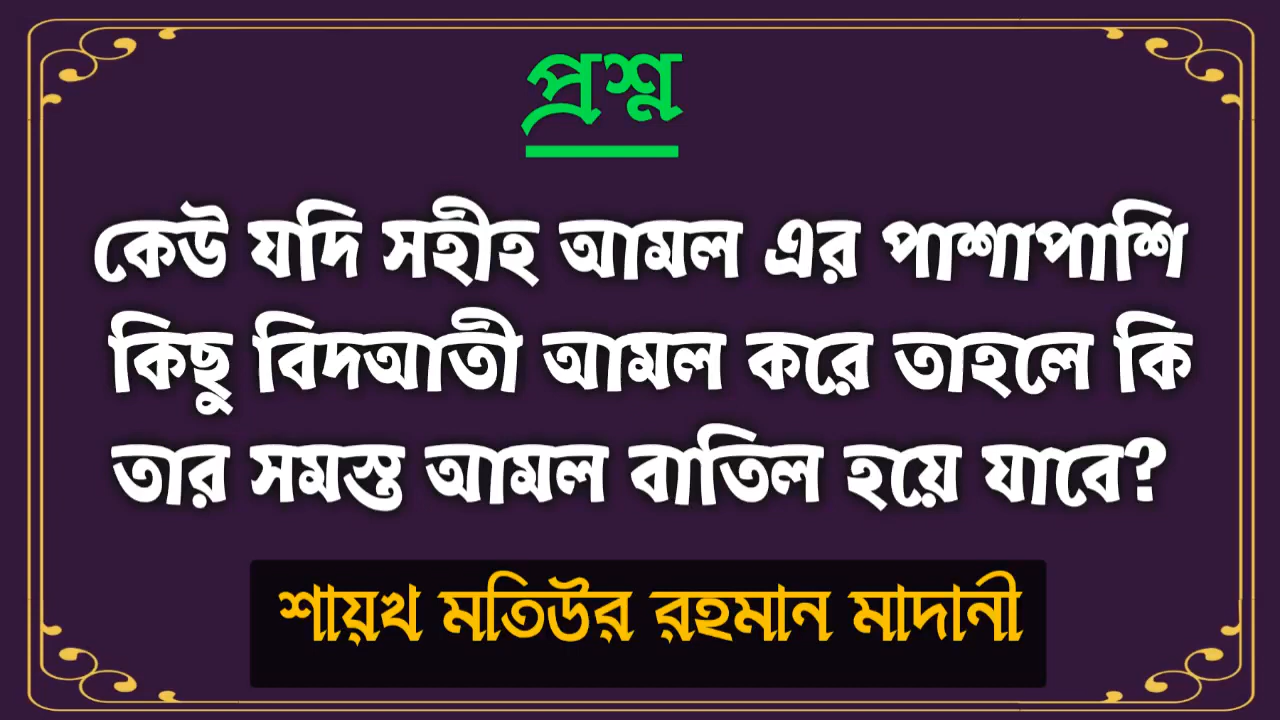 প্রশ্ন
কেউ যদি সহীহ আমল এর পাশাপাশি
কিছু বিদআতী আমল করে তাহলে কি
তার সমস্ত আমল বাতিল হয়ে যাবে?
শায়খ মতিউর রহমান মাদানী